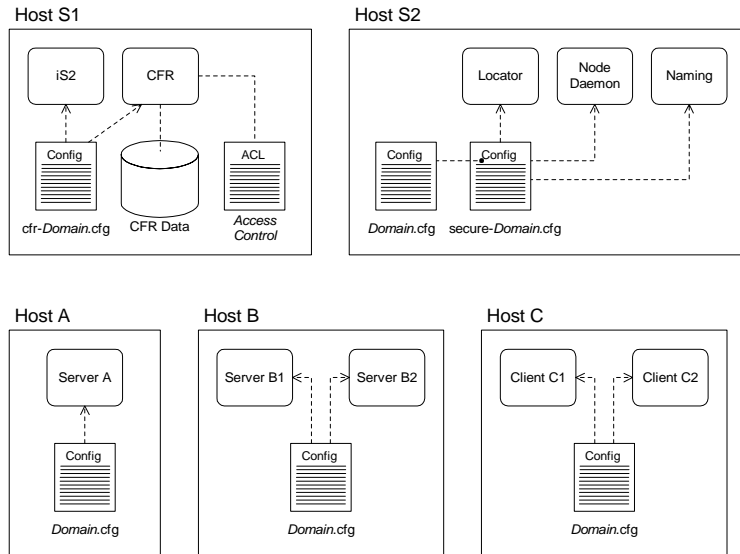 Host S1
iS2
CFR
Config
ACL
cfr-Domain.cfg
CFR Data
Access
Control
Host S2
Locator
Node
Daemon
Naming
Config
Config
Domain.cfg
secure-Domain.cfg
Host A
Server A
Config
Domain.cfg
Host B
Server B1
Server B2
Config
Domain.cfg
Host C
Client C1
Client C2
Config
Domain.cfg